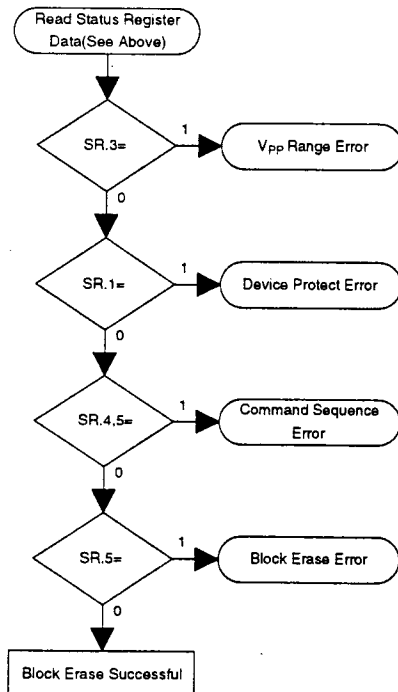 Read Status Register
Data(See Above)
SR.3=
1
VPP Range Error
0
SR.1=
1
Device Protect Error
0
SR.4,5=
1
Command Sequence
Error
0
SR.5=
1
Block Erase Error
0
Block Erase Successful